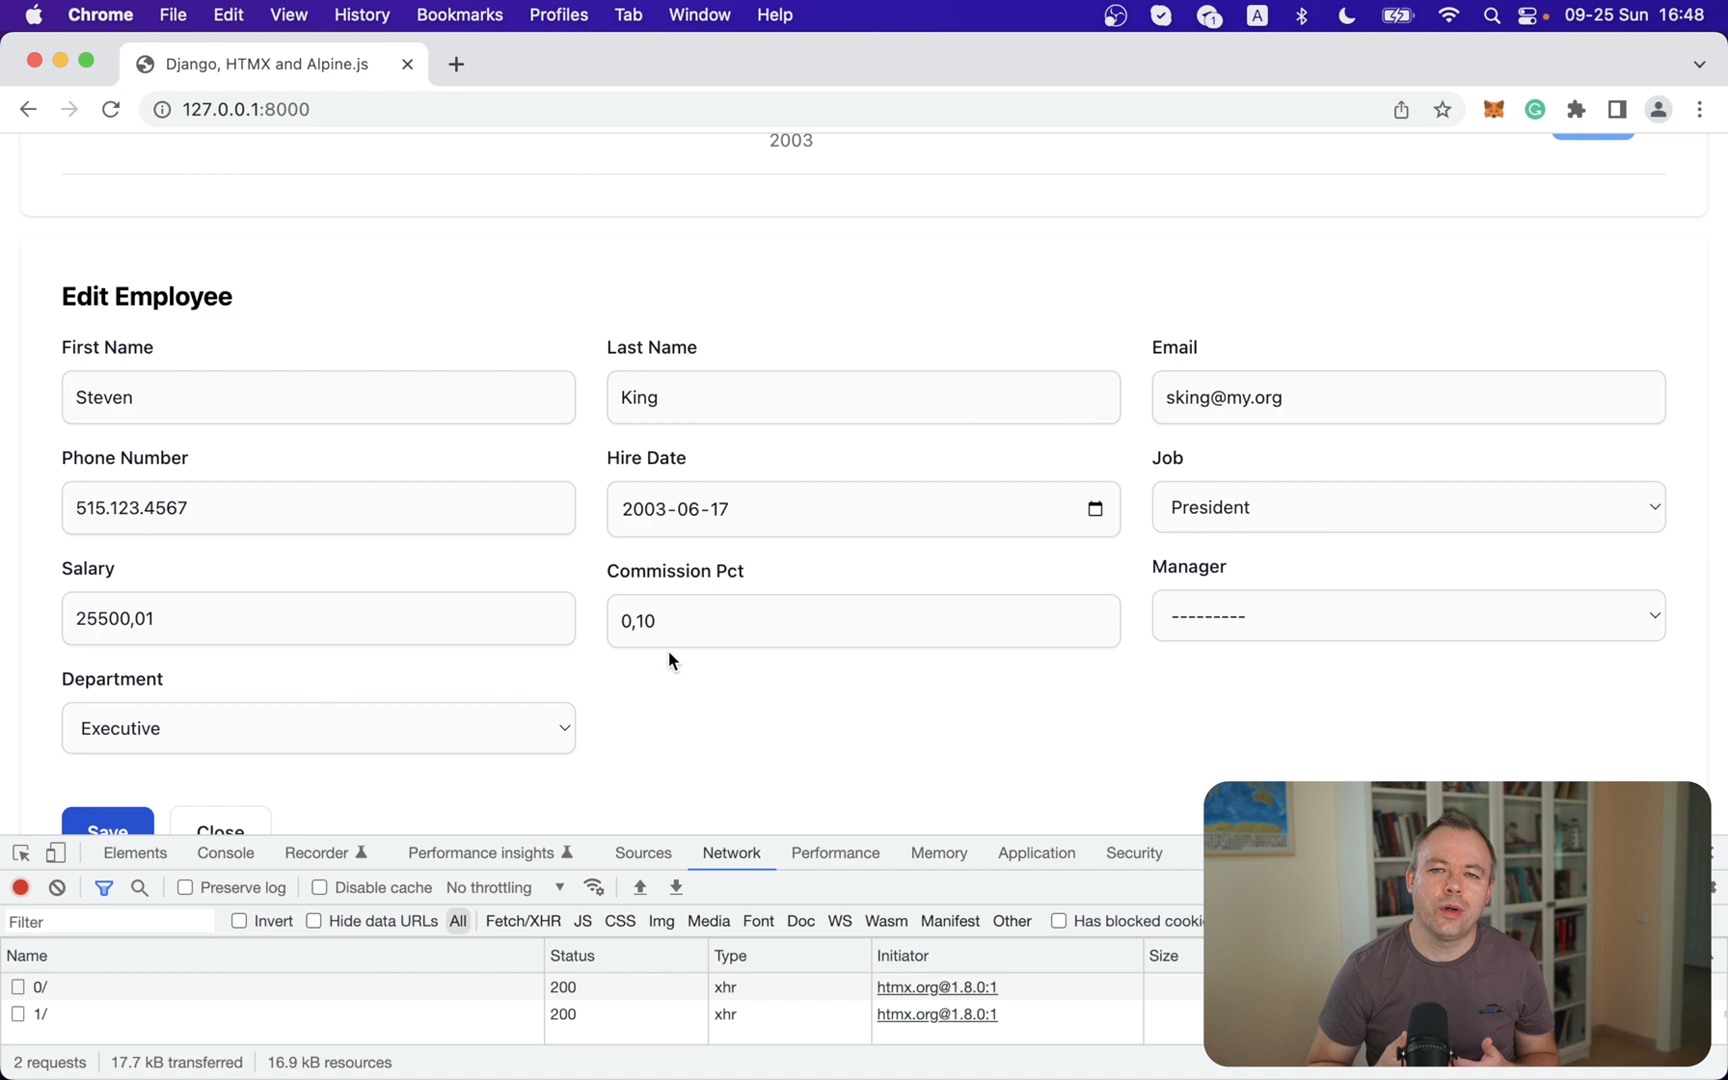 Chrome File Edit View History Bookmarks Profiles Tab Window Help 1 A 09-25 Sun 16:48
Django, HTMX and Alpine.js
127.0.0.1:8000
2003
Edit Employee
First Name Last Name Email
Steven King sking@my.org
Phone Number Hire Date Job
515.123.4567 2003-06-17 President
Salary Commission Pct Manager
25500,01 0,10 ---------
Department
Executive
Save Close
Elements Console Recorder Performance insights Sources Network Performance Memory Application Security
Preserve log Disable cache No throttling
Filter Invert Hide data URLs All Fetch/XHR JS CSS Img Media Font Doc WS Wasm Manifest Other Has blocked
Name Status Type Initiator Size
0/ 200 xhr htmx.org@1.8.0:1
1/ 200 xhr htmx.org@1.8.0:1
2 requests 17.7 kB transferred 16.9 kB resources